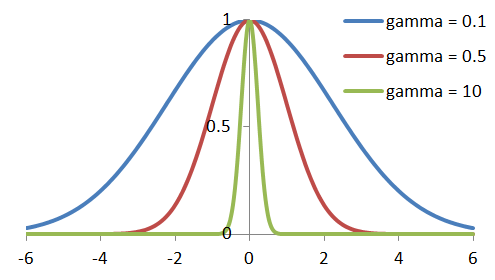 1
gamma = 0.1
gamma = 0.5
gamma = 10
0.5
0
-6 -4 -2 0 2 4 6